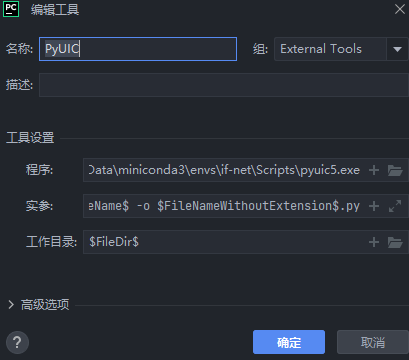 PC 编辑工具
名称: PyUIC 组: External Tools
描述:
工具设置
程序: Data\miniconda3\envs\if-net\Scripts\pyuic5.exe
实参: eName$ -o $FileNameWithoutExtension$.py
工作目录: $FileDir$
高级选项
? 确定 取消